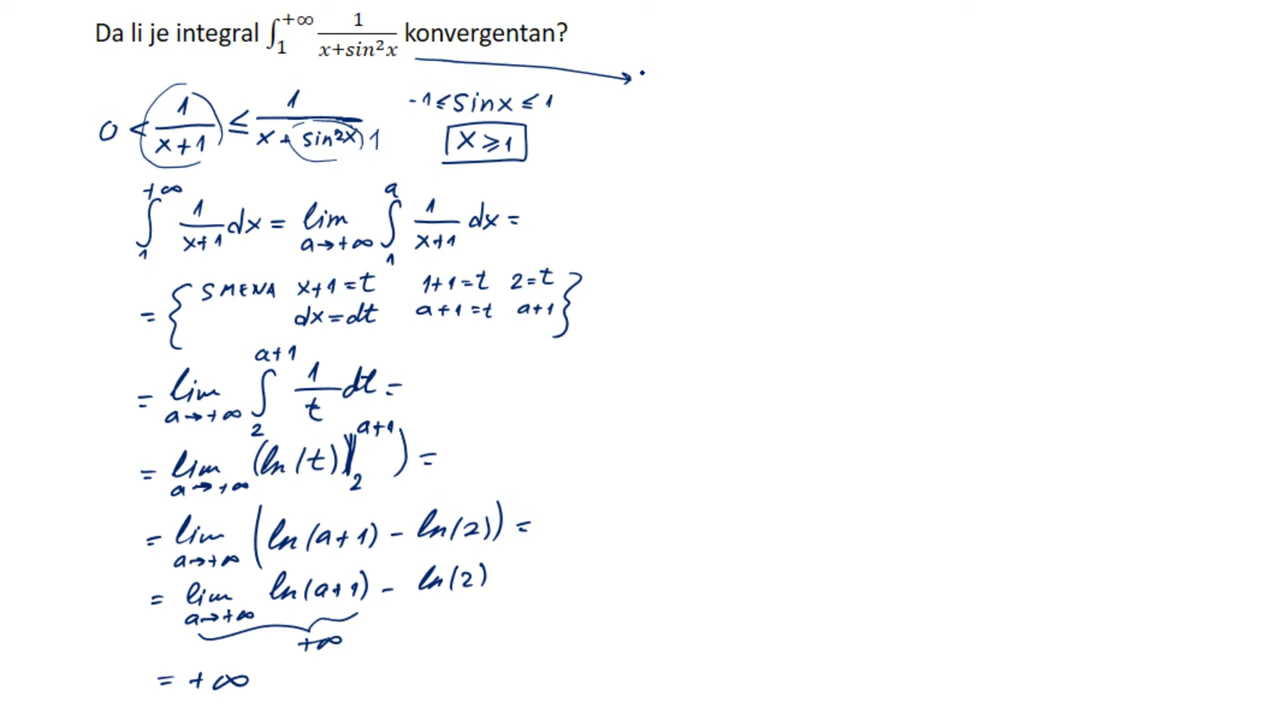 Da li je integral ∫₁^{+∞} 1/(x+sin²x) konvergentan?
0 < 1/(x+1) ≤ 1/(x + sin²x) 1 -1 ≤ sinx ≤ 1
x ≥ 1
∫₁^{+∞} 1/(x+1) dx = lim_{a→+∞} ∫₁^{a} 1/(x+1) dx =
= { SMENA x+1=t 1+1=t 2=t
dx=dt a+1=t a+1 }
= lim_{a→+∞} ∫₂^{a+1} 1/t dt =
= lim_{a→+∞} (ln(t)|₂^{a+1}) =
= lim_{a→+∞} (ln(a+1) - ln(2)) =
= lim_{a→+∞} ln(a+1) - ln(2)
+∞
= +∞